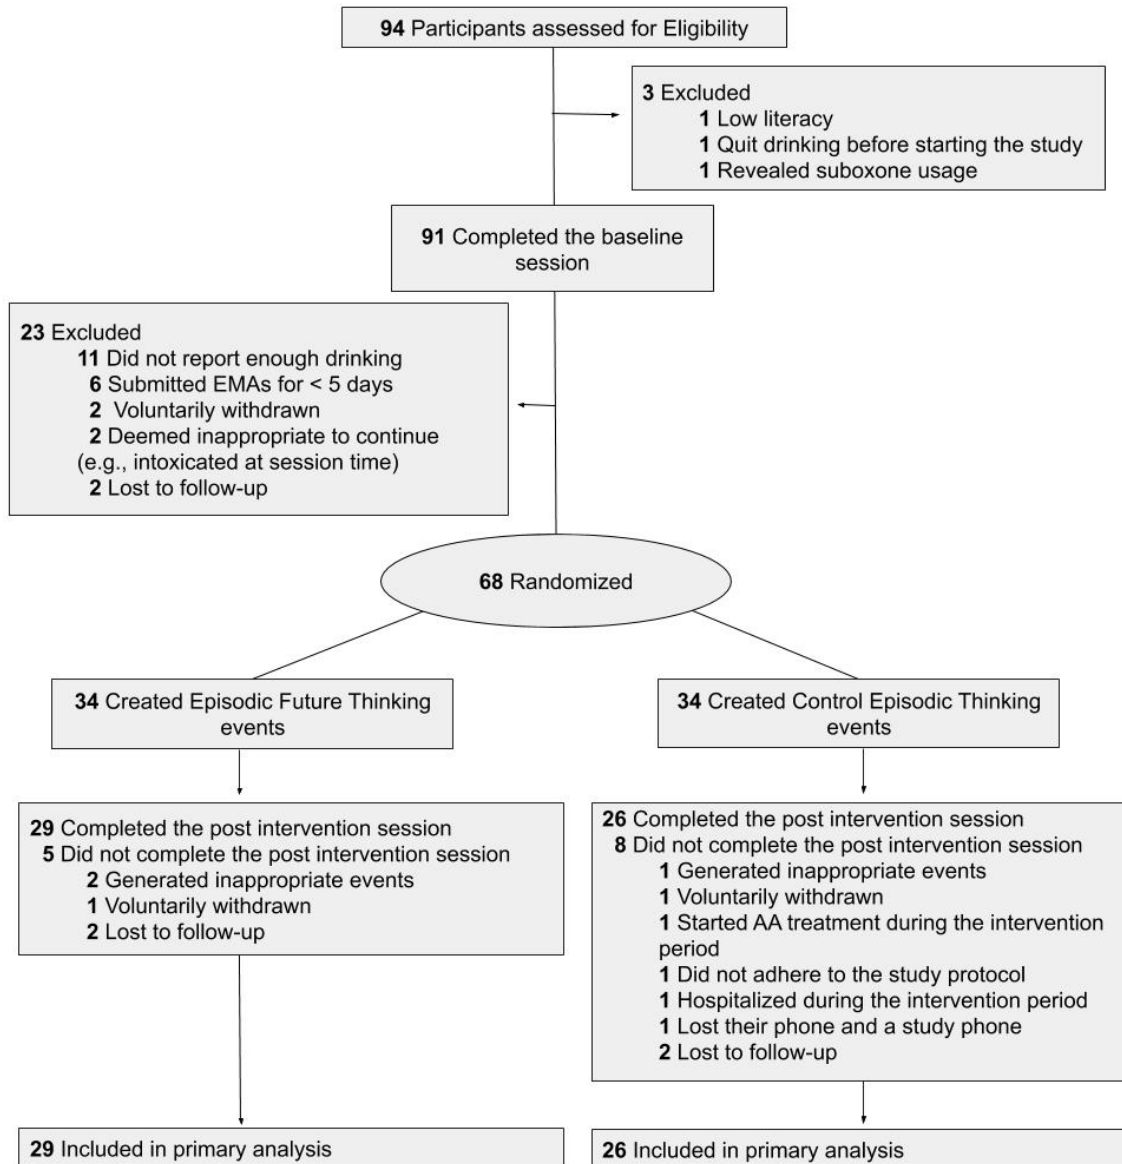 94 Participants assessed for Eligibility
3 Excluded
1 Low literacy
1 Quit drinking before starting the study
1 Revealed suboxone usage
91 Completed the baseline
session
23 Excluded
11 Did not report enough drinking
6 Submitted EMAs for < 5 days
2 Voluntarily withdrawn
2 Deemed inappropriate to continue
(e.g., intoxicated at session time)
2 Lost to follow-up
68 Randomized
34 Created Episodic Future Thinking
events
34 Created Control Episodic Thinking
events
29 Completed the post intervention session
5 Did not complete the post intervention session
2 Generated inappropriate events
1 Voluntarily withdrawn
2 Lost to follow-up
26 Completed the post intervention session
8 Did not complete the post intervention session
1 Generated inappropriate events
1 Voluntarily withdrawn
1 Started AA treatment during the intervention
period
1 Did not adhere to the study protocol
1 Hospitalized during the intervention period
1 Lost their phone and a study phone
2 Lost to follow-up
29 Included in primary analysis
26 Included in primary analysis